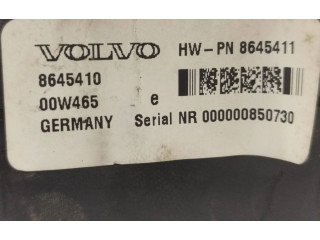 VOLVO HW-PN 8645411
8645410
00W465 e
GERMANY Serial NR 000000850730